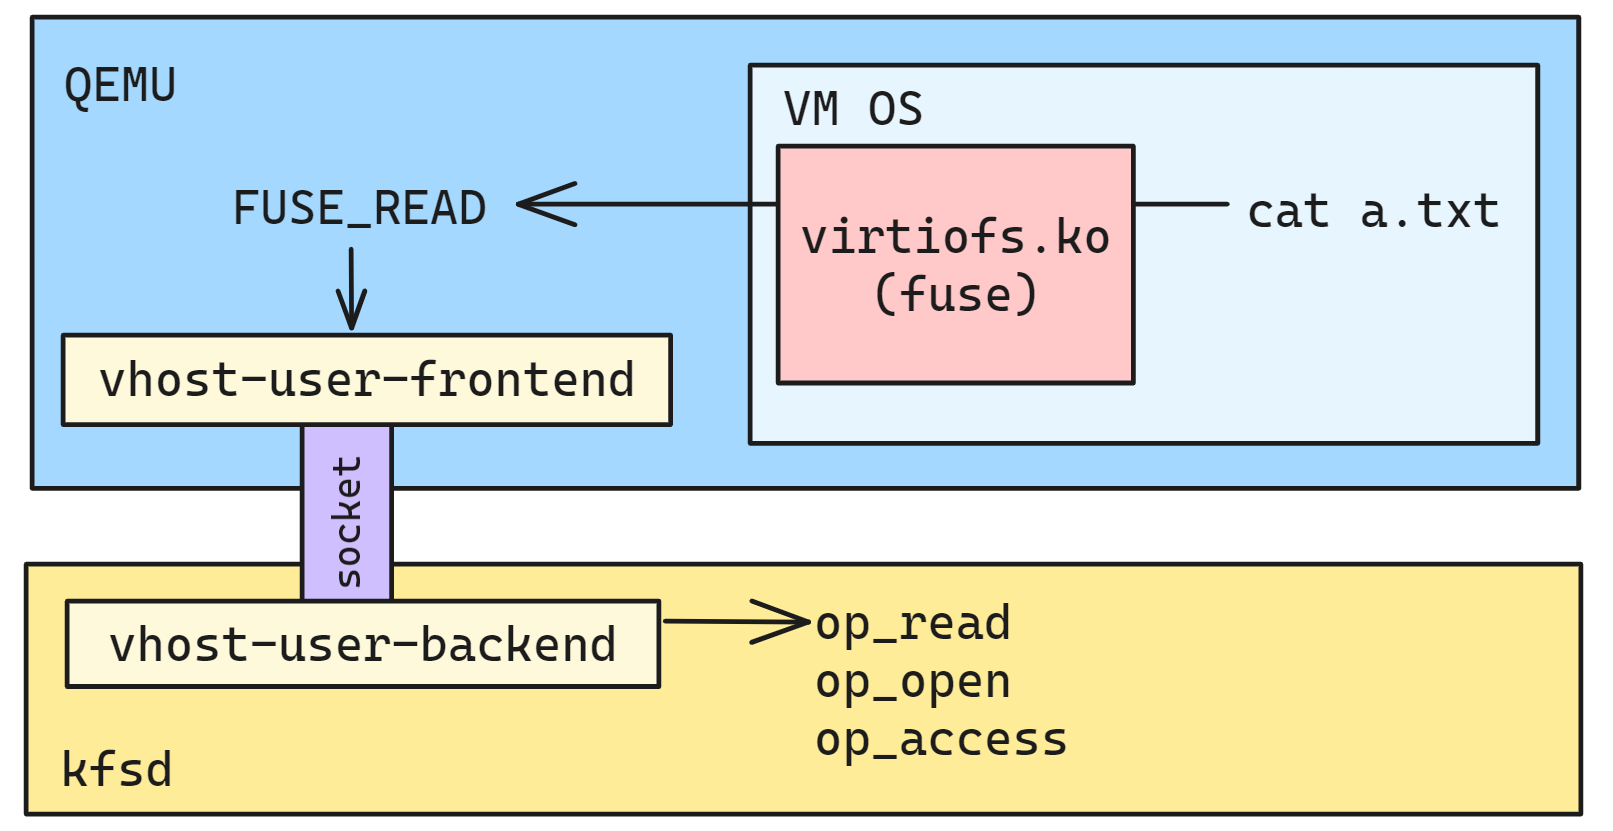 QEMU
VM OS
FUSE_READ
virtiofs.ko
(fuse)
cat a.txt
vhost-user-frontend
socket
vhost-user-backend
op_read
op_open
op_access
kfsd